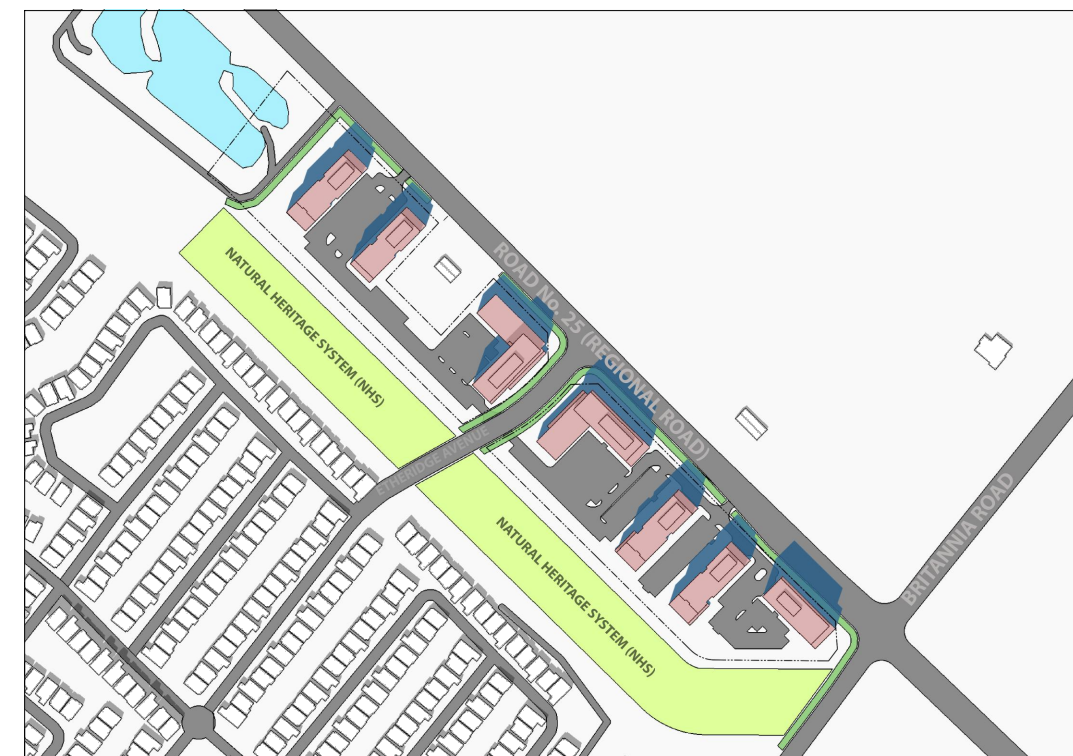 ROAD No. 25 (REGIONAL ROAD)
NATURAL HERITAGE SYSTEM (NHS)
ETHERIDGE AVENUE
BRITANNIA ROAD
NATURAL HERITAGE SYSTEM (NHS)